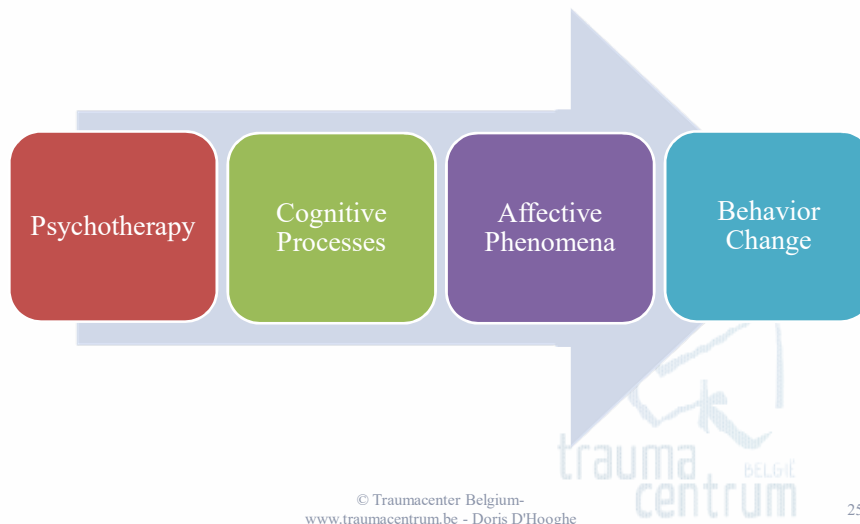 Psychotherapy
Cognitive
Processes
Affective
Phenomena
Behavior
Change
trauma
BELGIË
centrum
© Traumacenter Belgium-
www.traumacentrum.be - Doris D'Hooghe
25